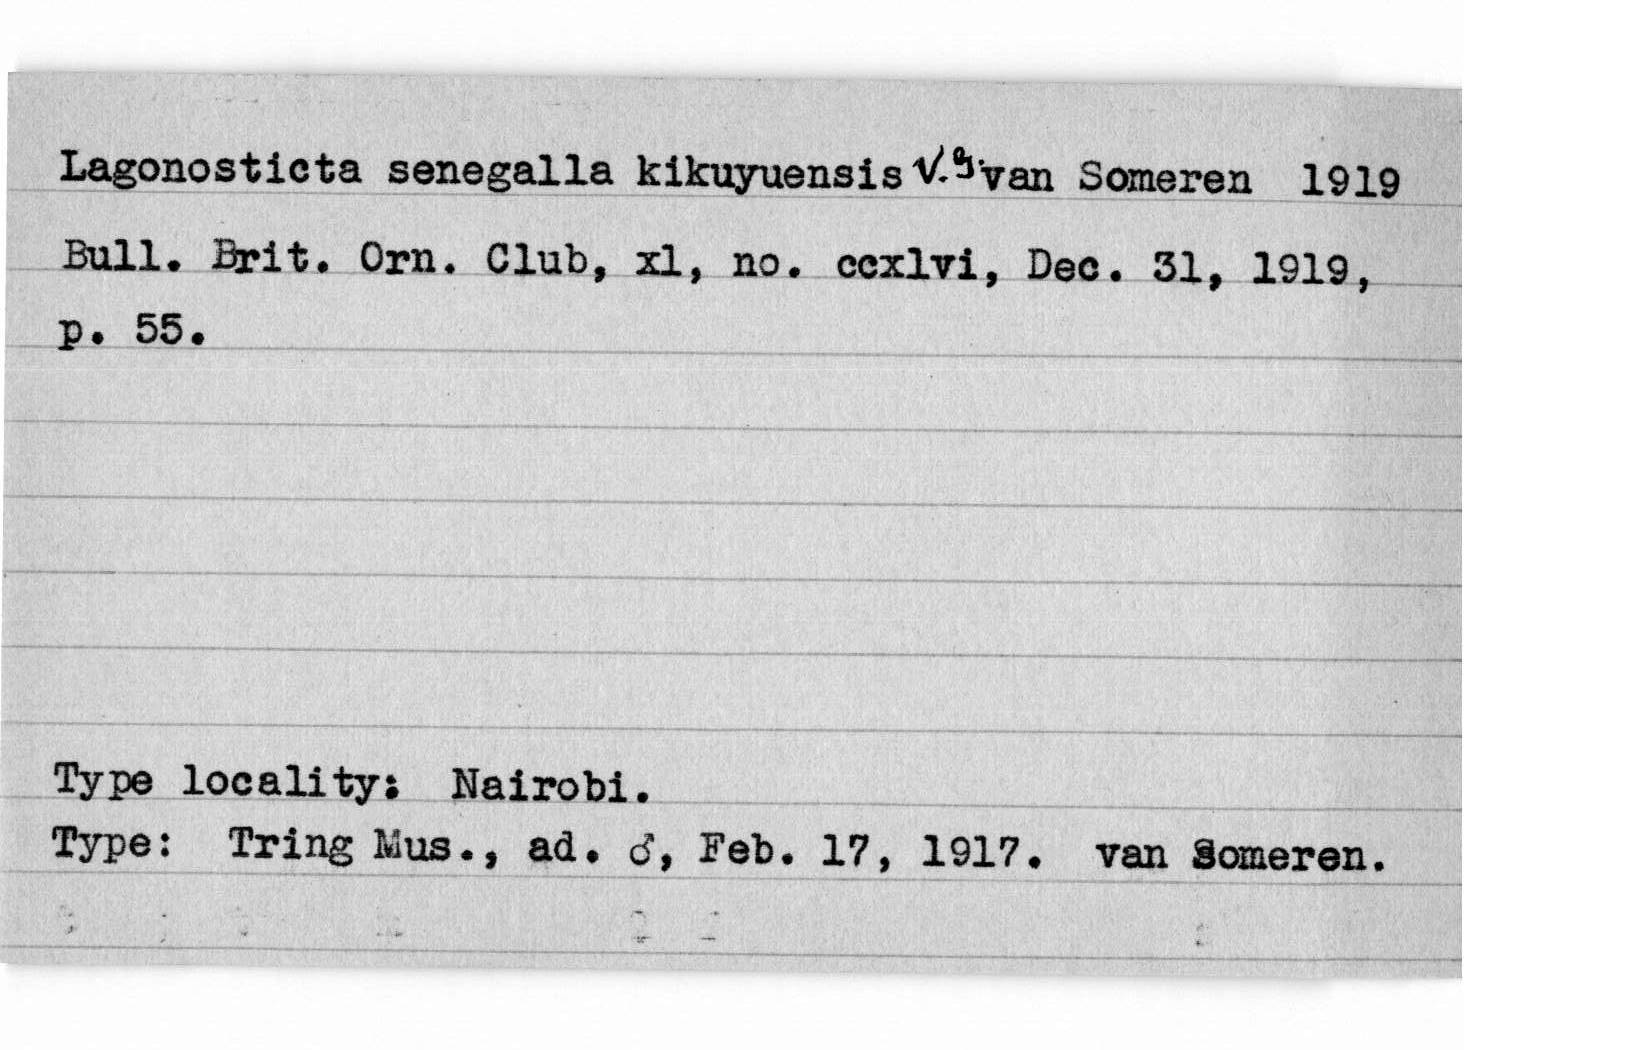 Lagonosticta senegalla kikuyuensis V.G. van Someren 1919
Bull. Brit. Orn. Club, xl, no. ccxlvi, Dec. 31, 1919,
p. 55.
Type locality: Nairobi.
Type: Tring Mus., ad. ♂, Feb. 17, 1917. van Someren.